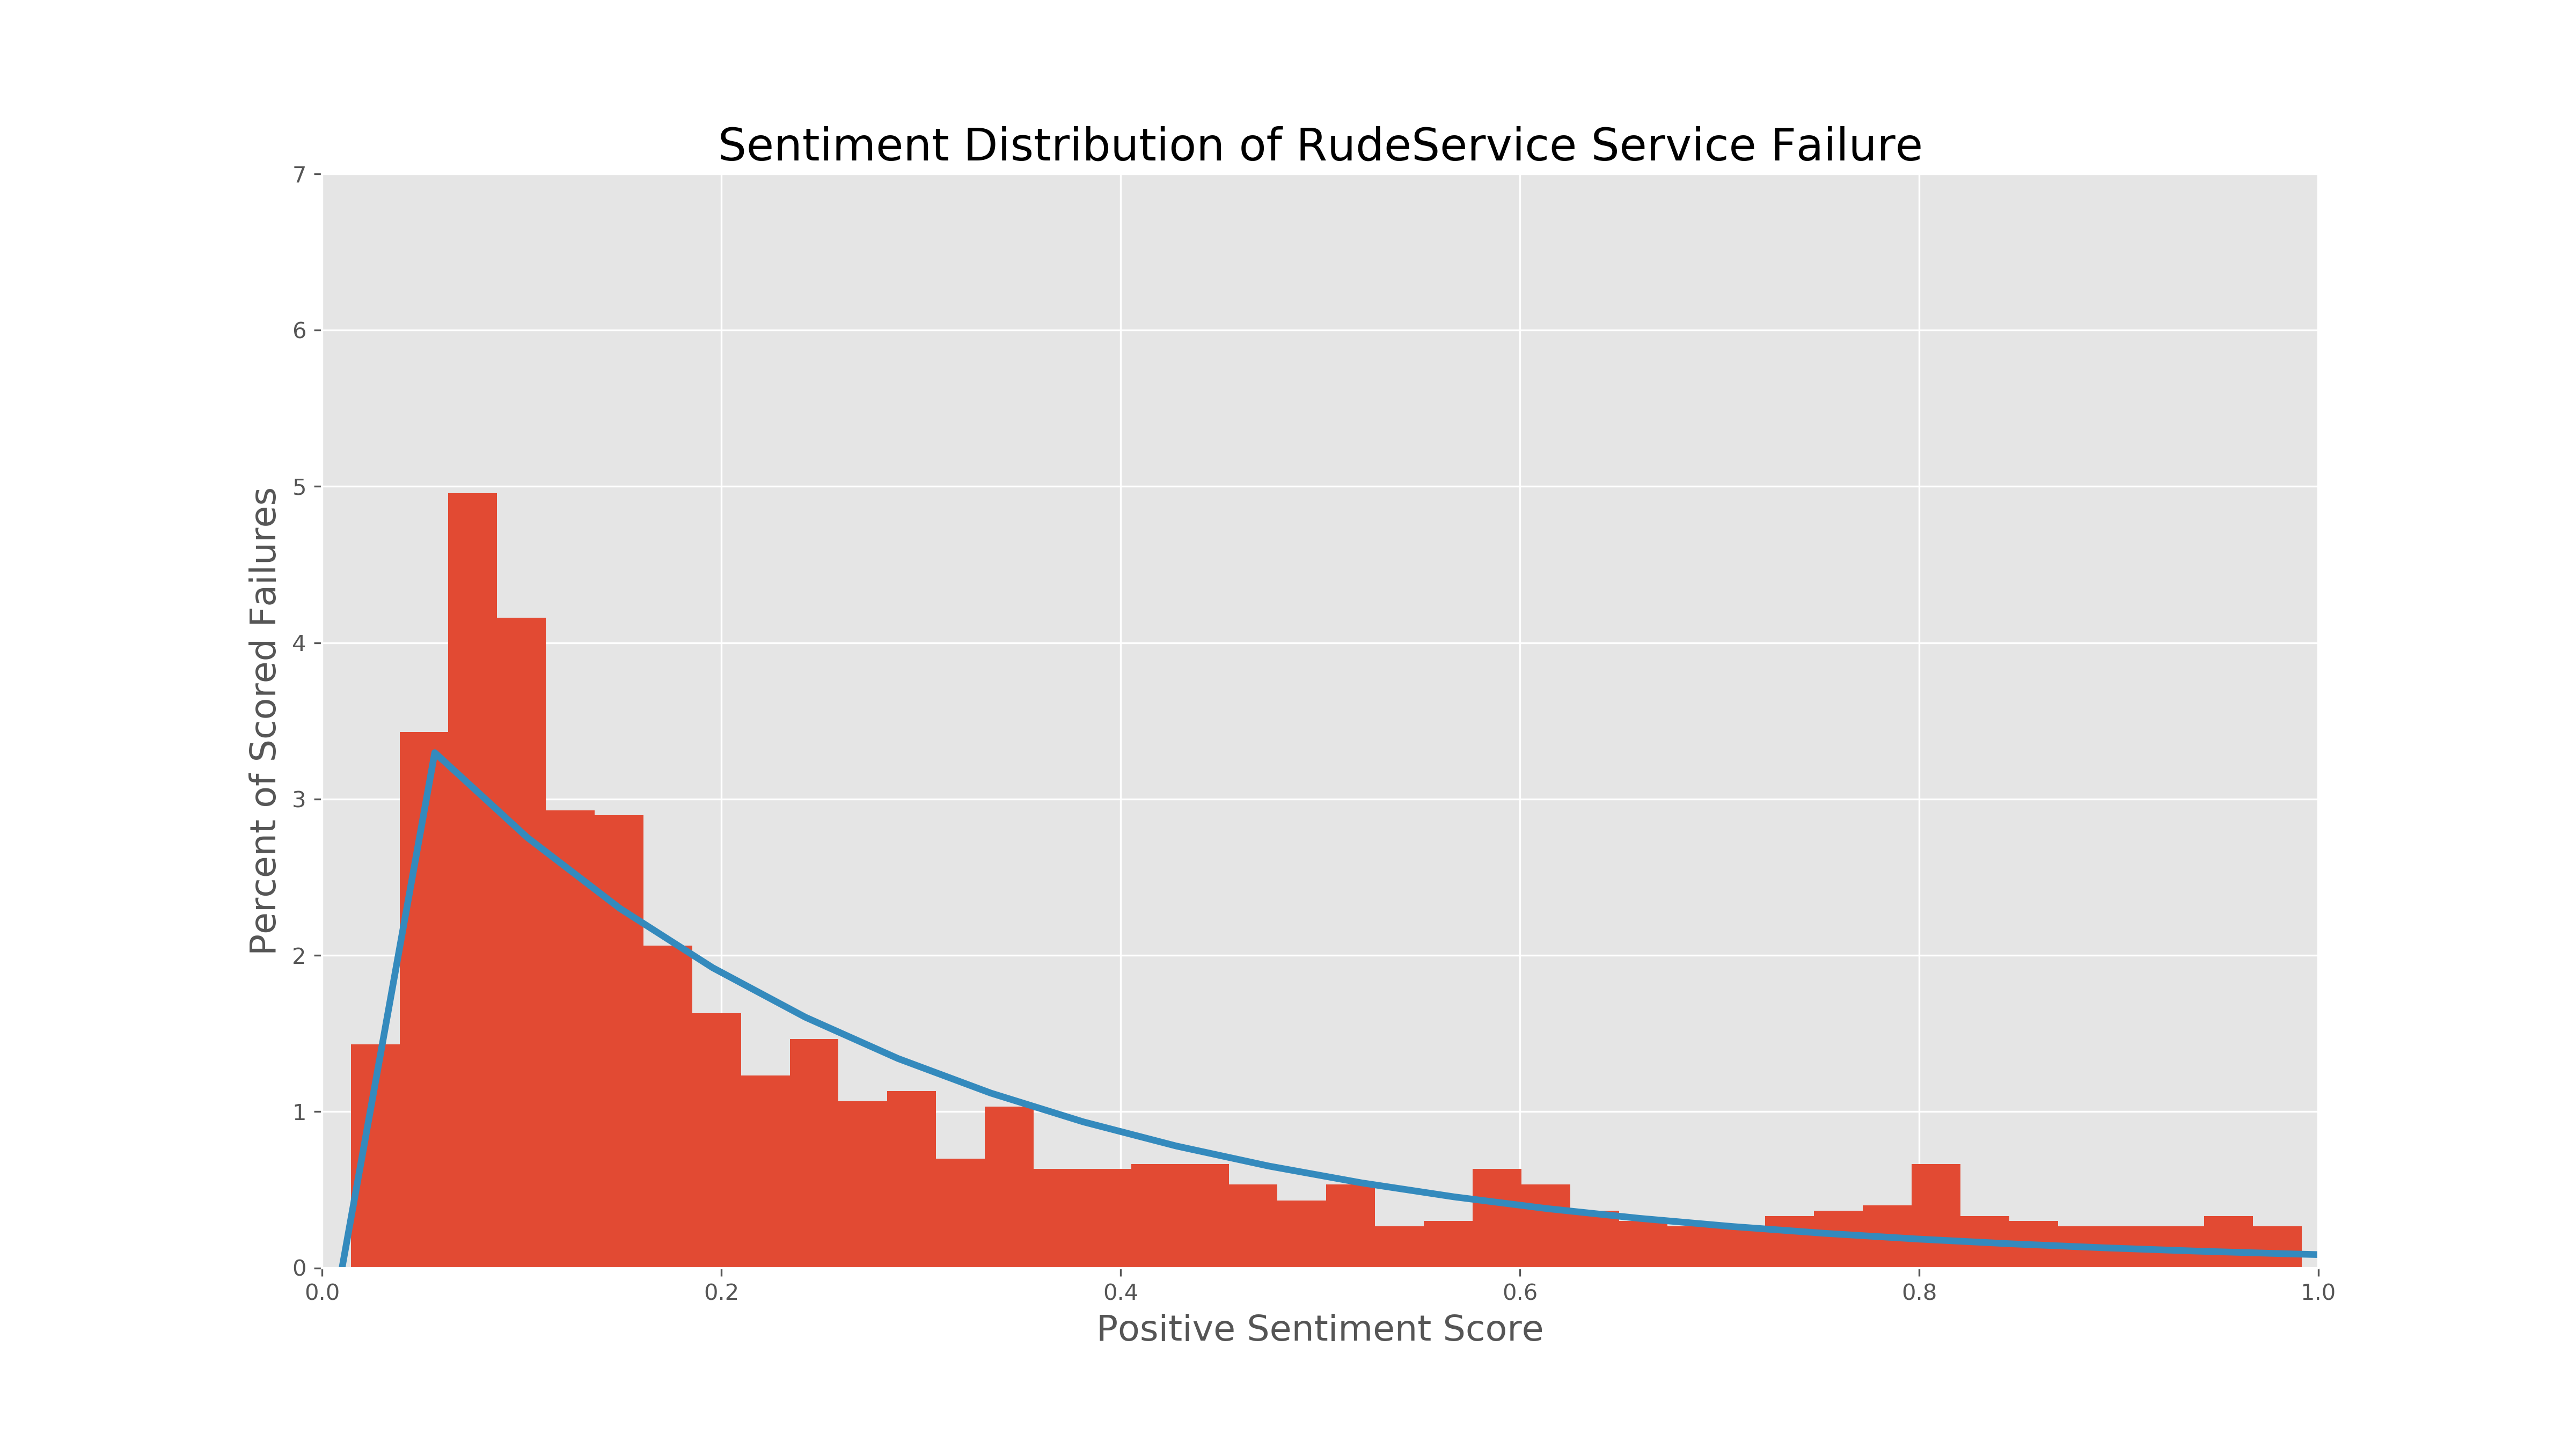 Sentiment Distribution of RudeService Service Failure
Percent of Scored Failures
7
6
5
4
3
2
1
0
0.0 0.2 0.4 0.6 0.8 1.0
Positive Sentiment Score